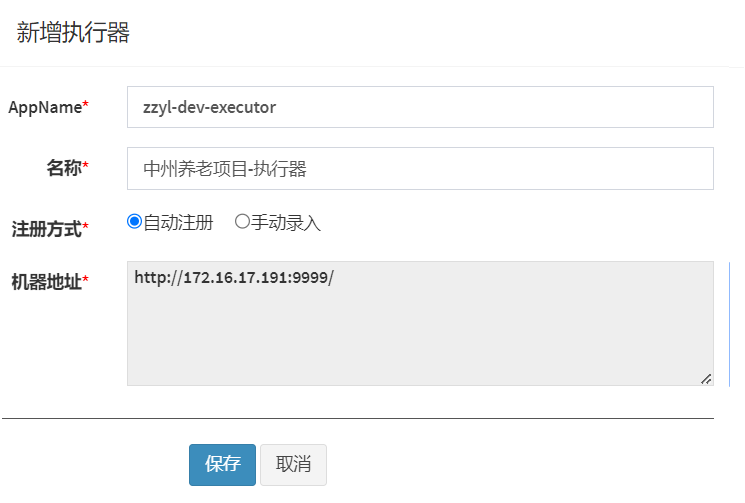 新增执行器
AppName* zzyl-dev-executor
名称* 中州养老项目-执行器
注册方式* 自动注册 手动录入
机器地址* http://172.16.17.191:9999/
保存 取消